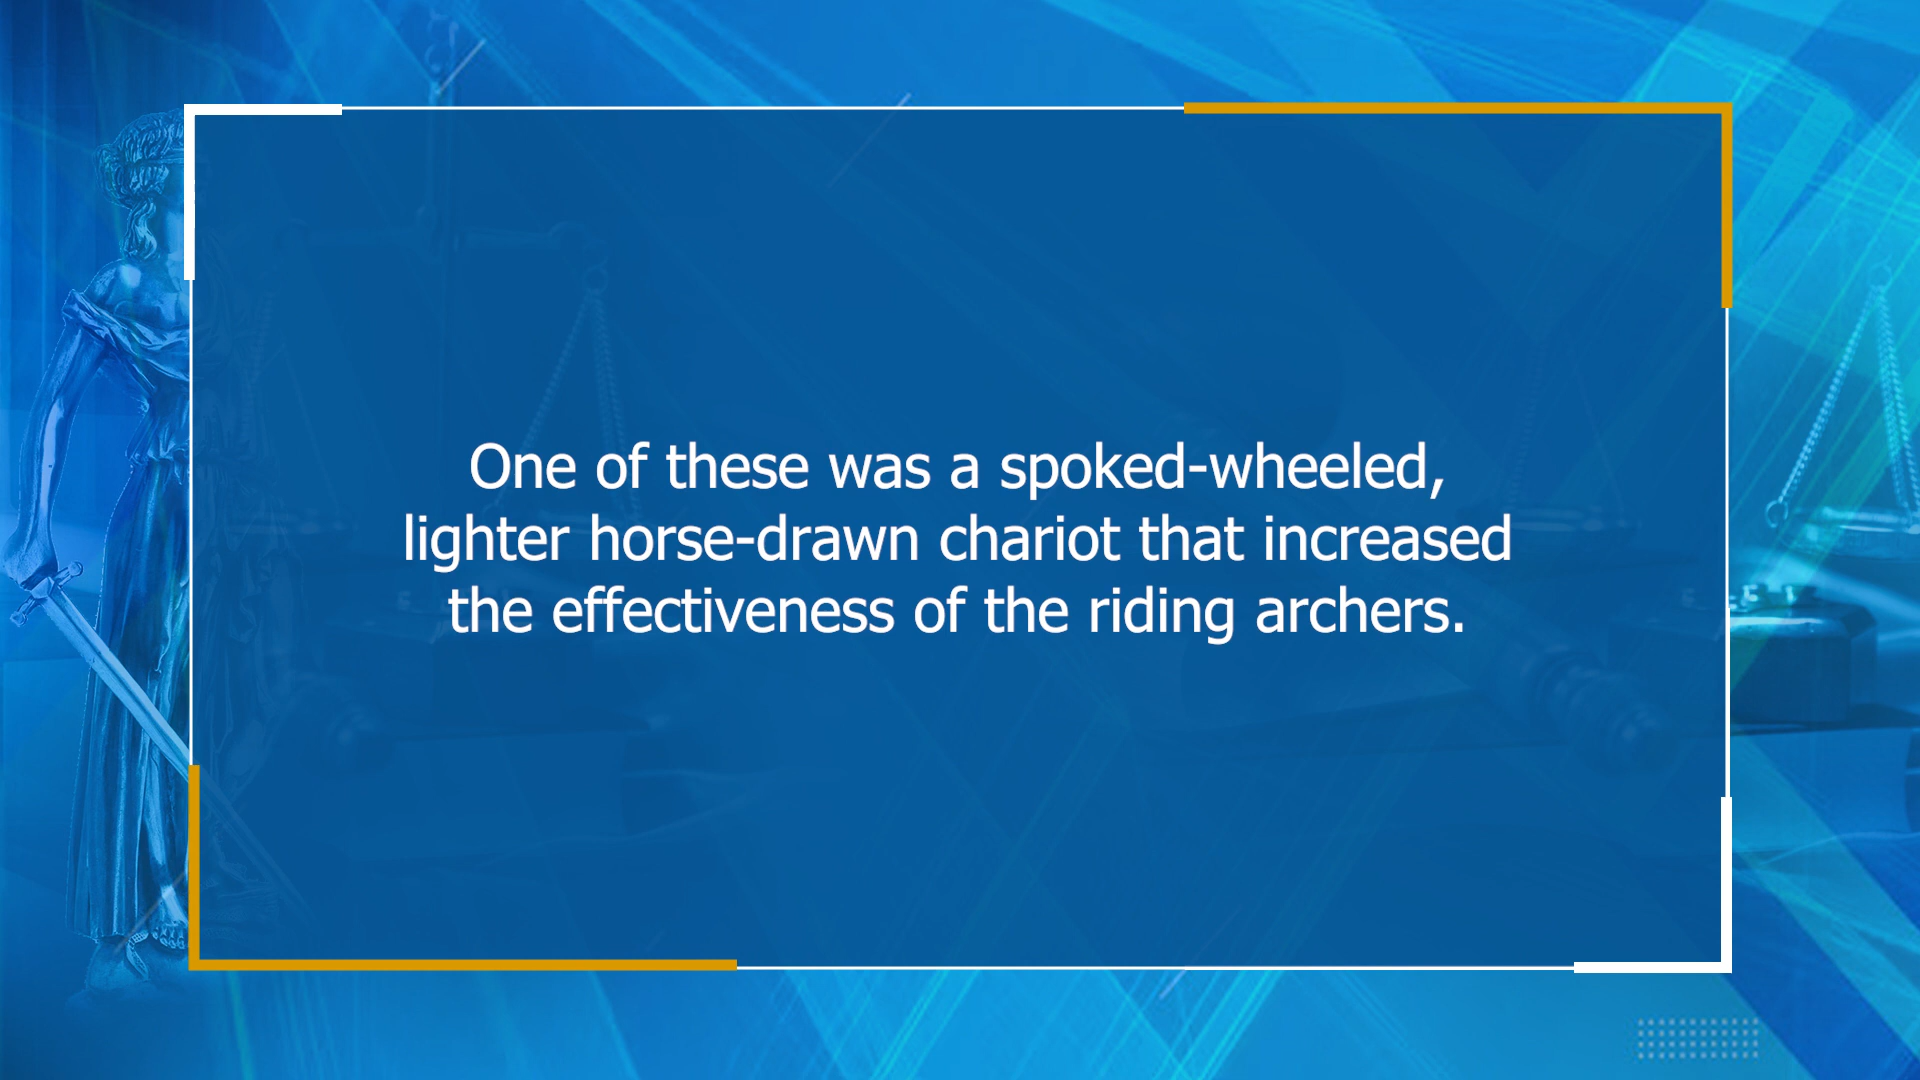 One of these was a spoked-wheeled,
lighter horse-drawn chariot that increased
the effectiveness of the riding archers.